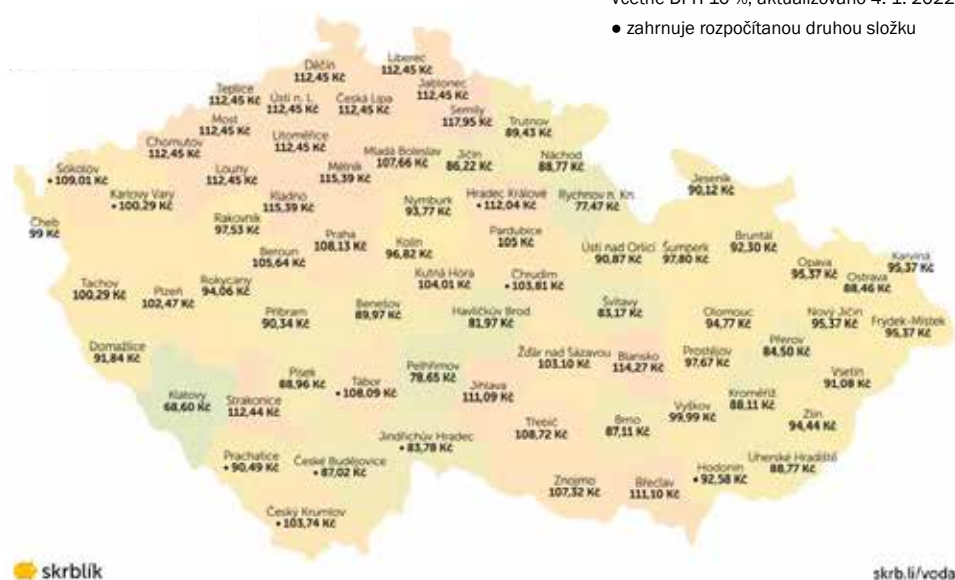 včetně DPH 10 %, aktualizováno 4. 1. 2022
● zahrnuje rozpočítanou druhou složku
Děčín
112,45 Kč
Liberec
112,45 Kč
Teplice
112,45 Kč
Ústí n. L.
112,45 Kč
Česká Lípa
112,45 Kč
Jablonec
112,45 Kč
Semily
117,95 Kč
Most
112,45 Kč
Trutnov
89,43 Kč
Chomutov
112,45 Kč
Litoměřice
112,45 Kč
Mladá Boleslav
107,66 Kč
Jičín
86,22 Kč
Náchod
88,77 Kč
Sokolov
• 109,01 Kč
Louny
112,45 Kč
Mělník
115,39 Kč
Jeseník
90,12 Kč
Karlovy Vary
• 100,29 Kč
Kladno
115,39 Kč
Nymburk
93,77 Kč
Hradec Králové
• 112,04 Kč
Rychnov n. Kn.
77,47 Kč
Cheb
99 Kč
Rakovník
97,53 Kč
Praha
108,13 Kč
Kolín
96,82 Kč
Pardubice
105 Kč
Ústí nad Orlicí
90,87 Kč
Šumperk
97,80 Kč
Bruntál
92,30 Kč
Beroun
105,64 Kč
Opava
95,37 Kč
Karviná
95,37 Kč
Tachov
100,29 Kč
Plzeň
102,47 Kč
Rokycany
94,06 Kč
Kutná Hora
104,01 Kč
Chrudim
• 103,81 Kč
Ostrava
88,46 Kč
Příbram
90,34 Kč
Benešov
89,97 Kč
Havlíčkův Brod
81,97 Kč
Svitavy
83,17 Kč
Olomouc
94,77 Kč
Nový Jičín
95,37 Kč
Frýdek-Místek
95,37 Kč
Domažlice
91,84 Kč
Žďár nad Sázavou
103,10 Kč
Blansko
114,27 Kč
Prostějov
97,67 Kč
Přerov
84,50 Kč
Klatovy
68,60 Kč
Strakonice
112,44 Kč
Písek
88,96 Kč
Tábor
• 108,09 Kč
Pelhřimov
78,65 Kč
Jihlava
111,09 Kč
Vsetín
91,08 Kč
Třebíč
108,72 Kč
Brno
87,11 Kč
Vyškov
99,99 Kč
Kroměříž
88,11 Kč
Zlín
94,44 Kč
Jindřichův Hradec
• 83,78 Kč
Prachatice
• 90,49 Kč
České Budějovice
• 87,02 Kč
Znojmo
107,32 Kč
Břeclav
111,10 Kč
Hodonín
• 92,58 Kč
Uherské Hradiště
88,77 Kč
Český Krumlov
• 103,74 Kč
skrblík
skrb.li/voda